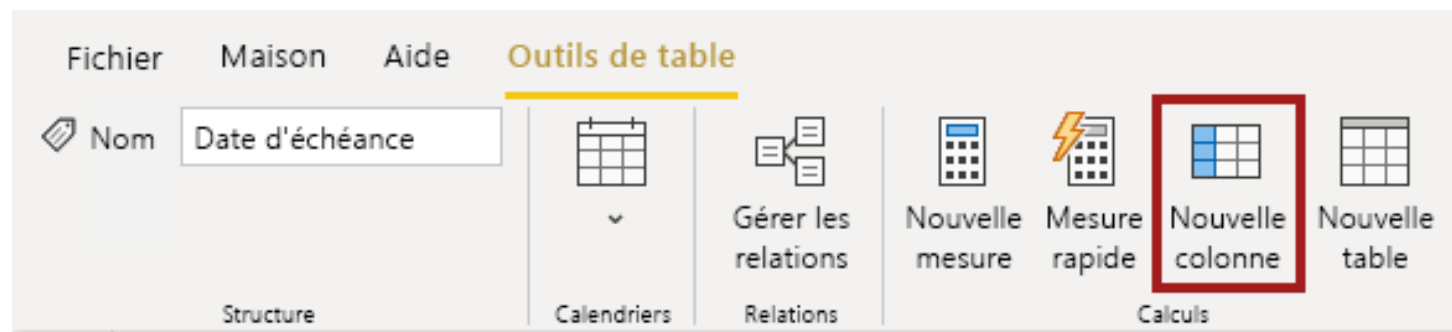 Fichier Maison Aide Outils de table
Nom Date d'échéance
Gérer les relations
Nouvelle mesure
Mesure rapide
Nouvelle colonne
Nouvelle table
Structure Calendriers Relations Calculs